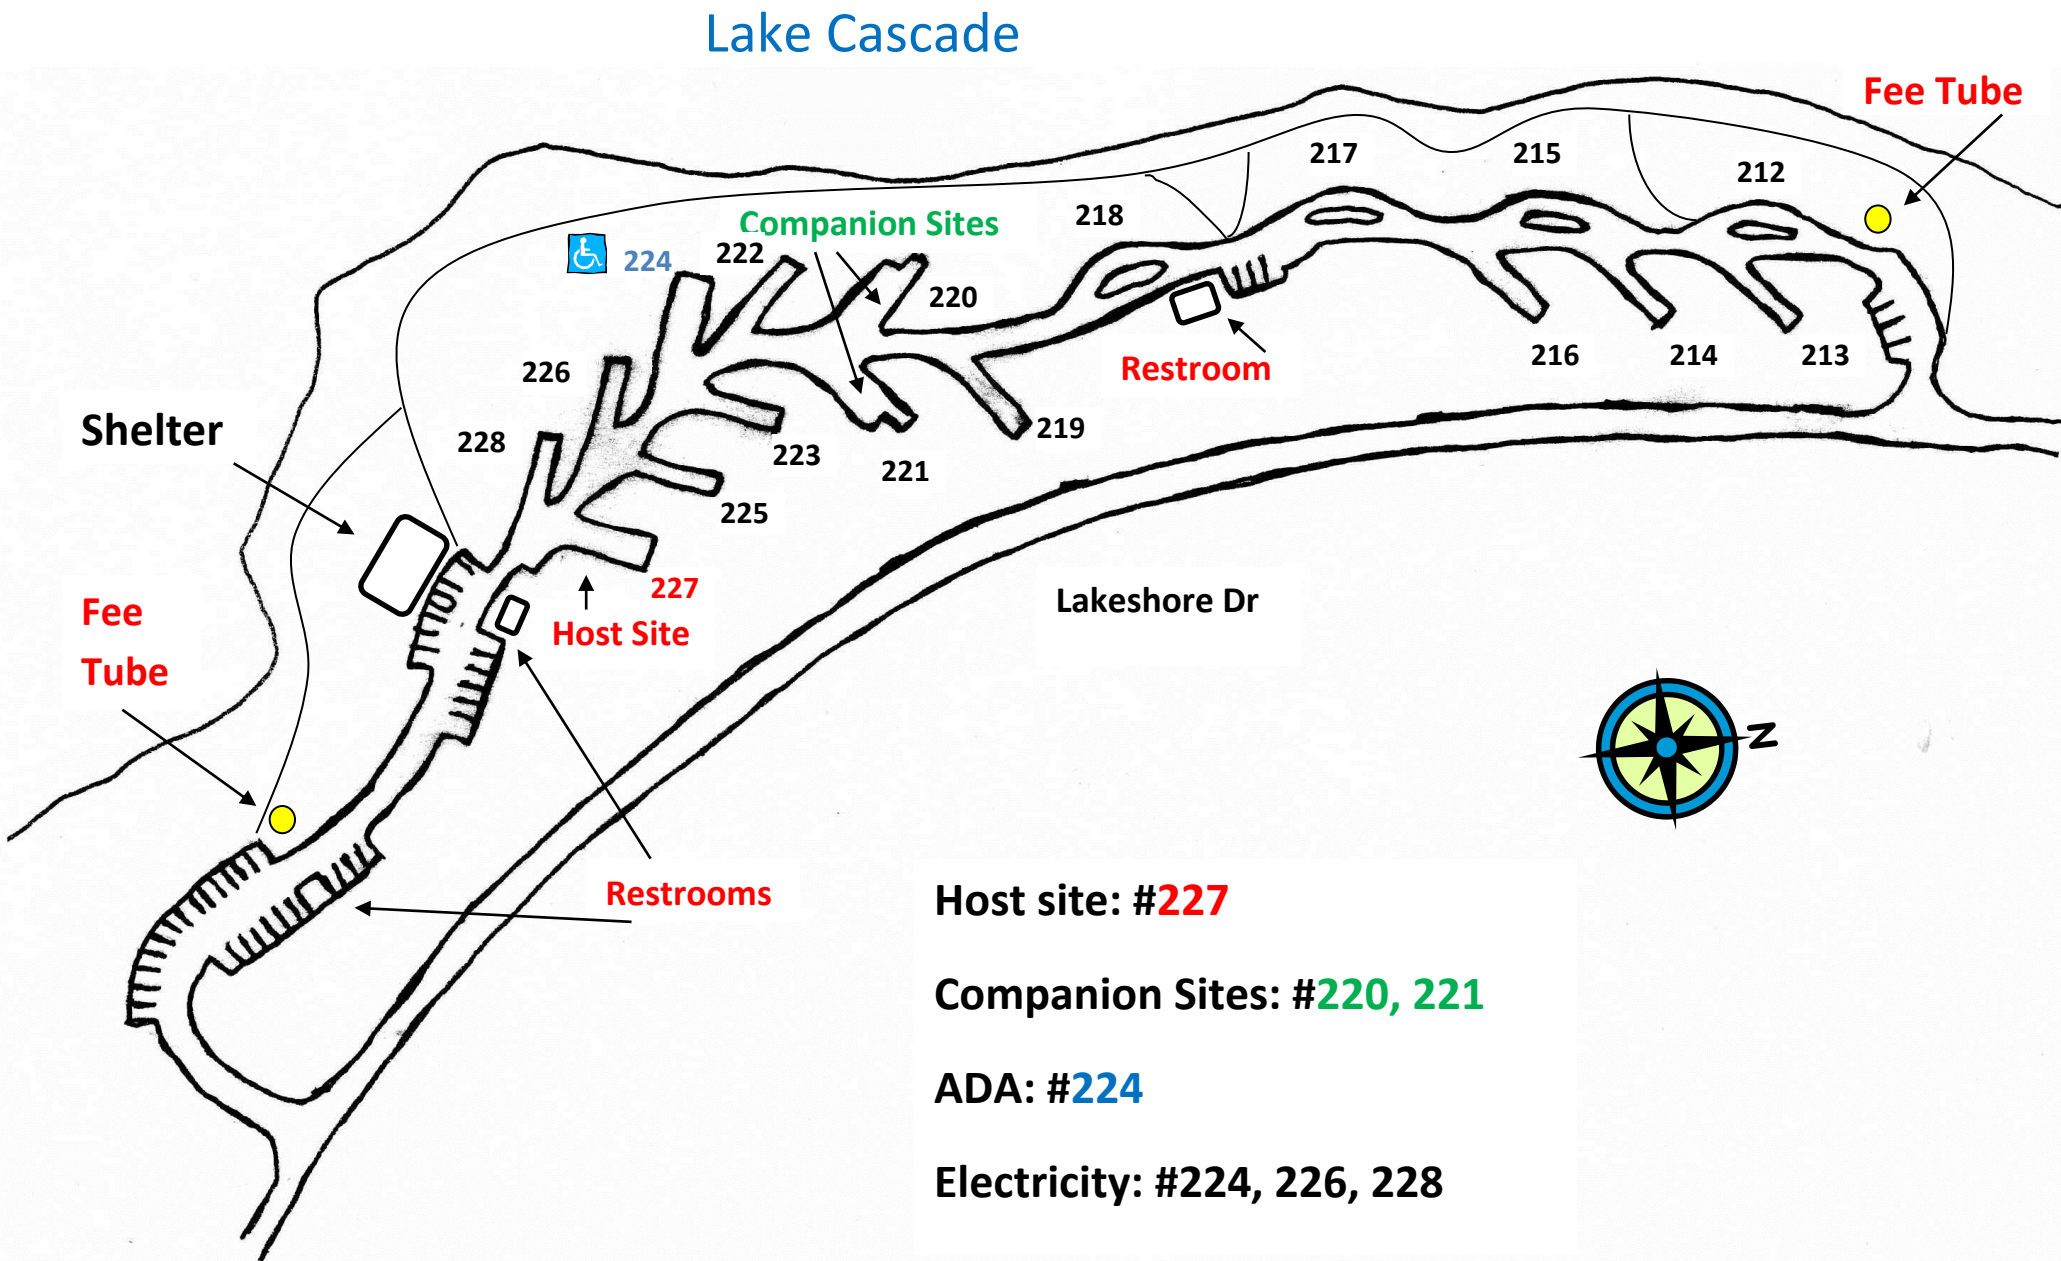 Lake Cascade
Fee Tube
217
215
212
218
Companion Sites
222
224
220
226
216
214
213
Restroom
Shelter
228
219
223
221
225
227
Host Site
Lakeshore Dr
Fee
Tube
N
Restrooms
Host site: #227
Companion Sites: #220, 221
ADA: #224
Electricity: #224, 226, 228